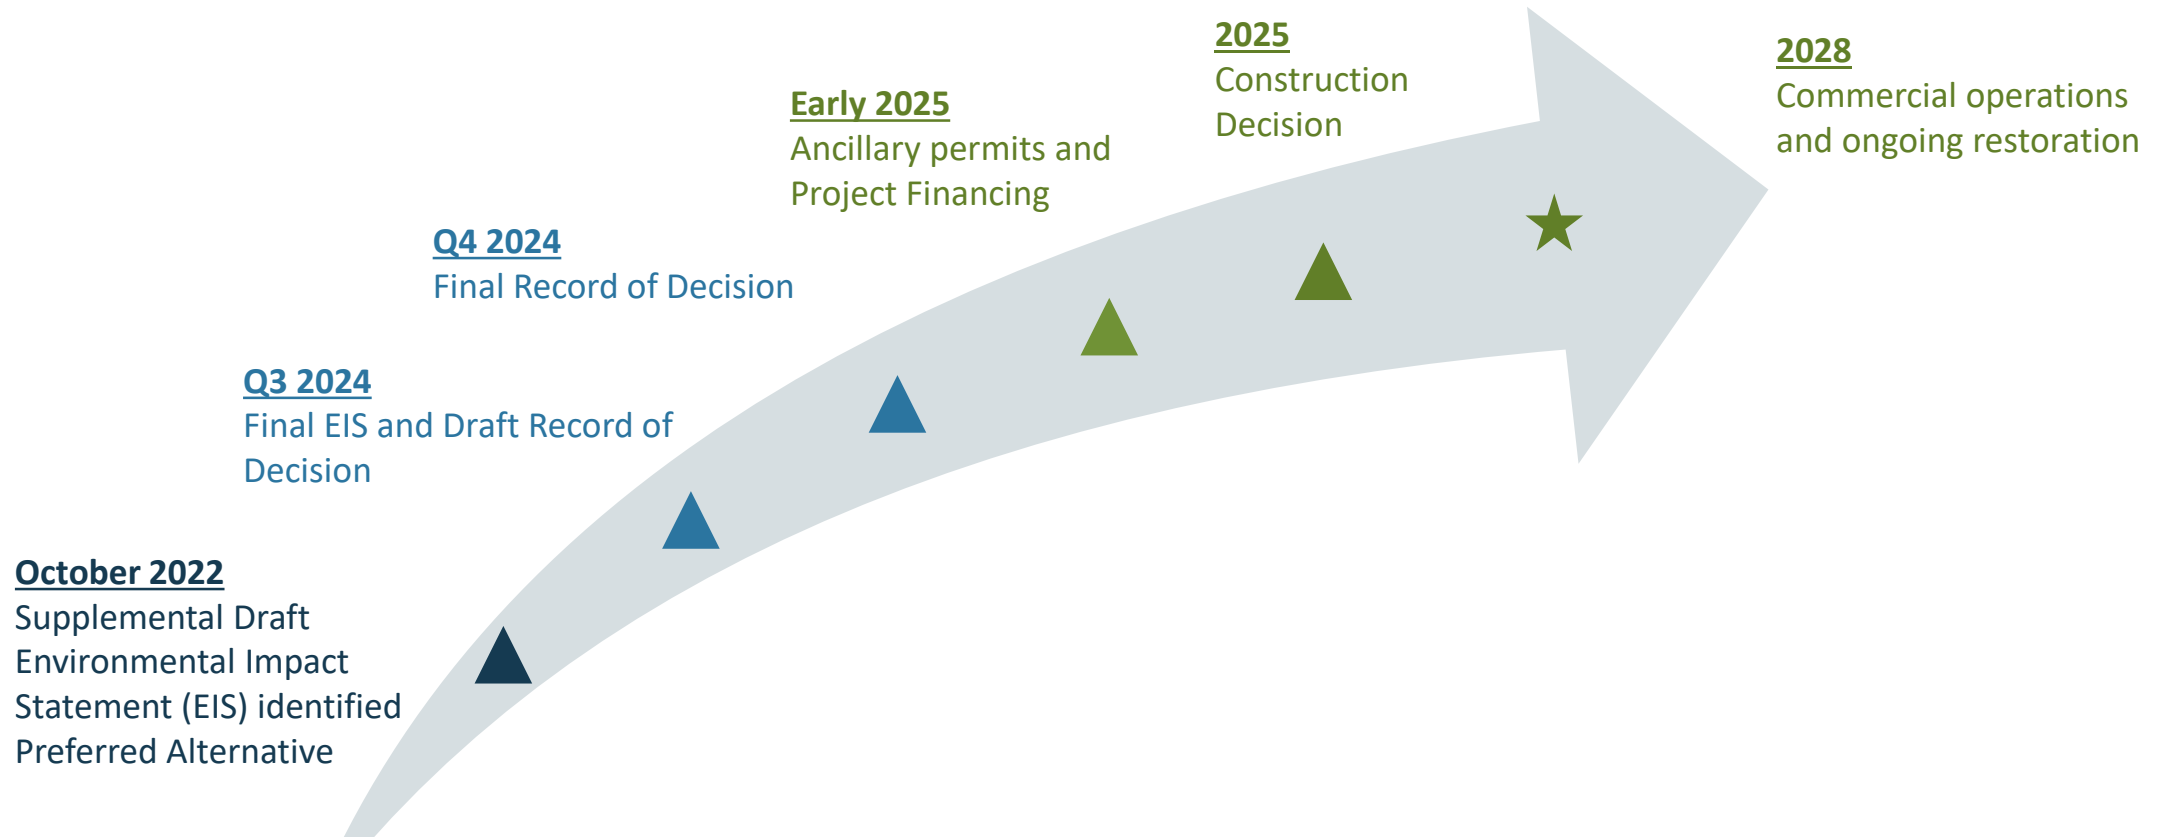 October 2022
Supplemental Draft
Environmental Impact
Statement (EIS) identified
Preferred Alternative
Q3 2024
Final EIS and Draft Record of
Decision
Q4 2024
Final Record of Decision
Early 2025
Ancillary permits and
Project Financing
2025
Construction
Decision
2028
Commercial operations
and ongoing restoration